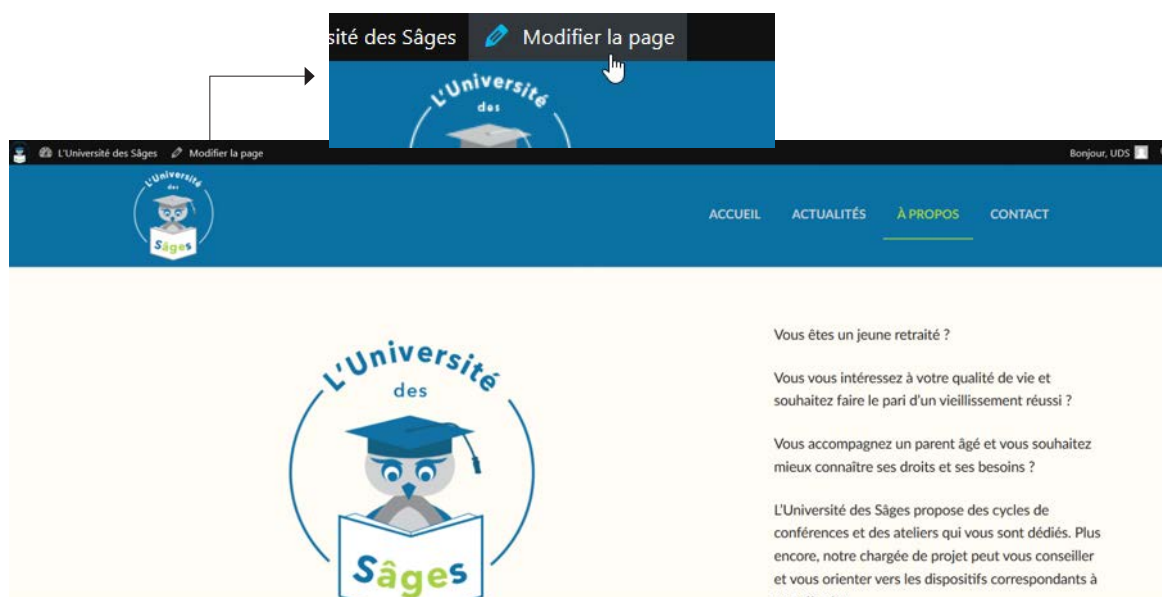 sité des Sâges Modifier la page
L'Université
des
L'Université des Sâges Modifier la page
Bonjour, UDS
L'Université
des
Sâges
ACCUEIL ACTUALITÉS À PROPOS CONTACT
L'Université
des
Sâges
Vous êtes un jeune retraité ?
Vous vous intéressez à votre qualité de vie et
souhaitez faire le pari d'un vieillissement réussi ?
Vous accompagnez un parent âgé et vous souhaitez
mieux connaître ses droits et ses besoins ?
L'Université des Sâges propose des cycles de
conférences et des ateliers qui vous sont dédiés. Plus
encore, notre chargée de projet peut vous conseiller
et vous orienter vers les dispositifs correspondants à